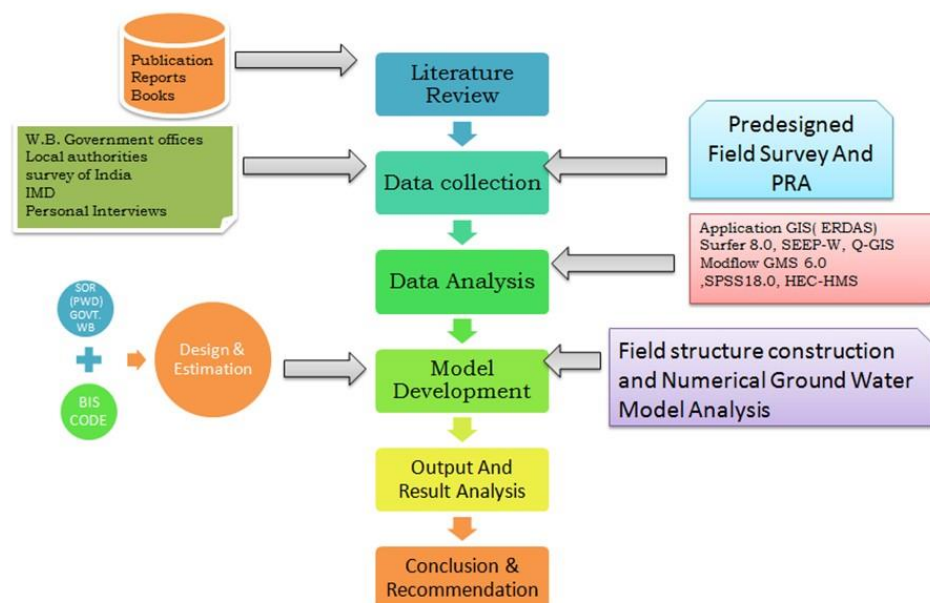 Publication
Reports
Books
Literature
Review
W.B. Government offices
Local authorities
survey of India
IMD
Personal Interviews
Data collection
Predesigned
Field Survey And
PRA
Data Analysis
Application GIS( ERDAS)
Surfer 8.0, SEEP-W, Q-GIS
Modflow GMS 6.0
,SPSS18.0, HEC-HMS
SOR
(PWD)
GOVT.
WB
BIS
CODE
Design &
Estimation
Model
Development
Field structure construction
and Numerical Ground Water
Model Analysis
Output And
Result Analysis
Conclusion &
Recommendation